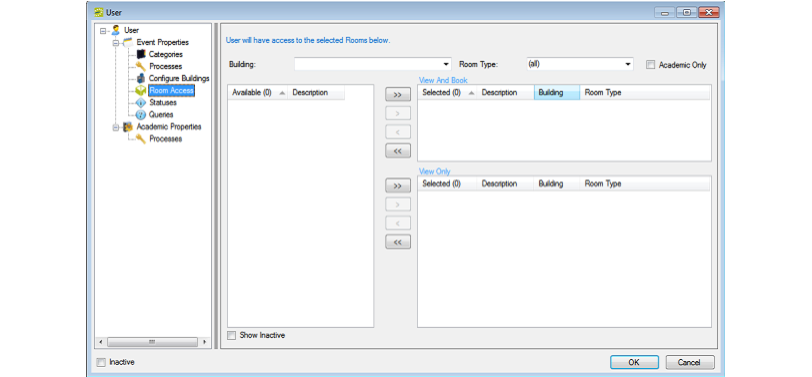 User
User
Event Properties
Categories
Processes
Configure Buildings
Room Access
Statuses
Queries
Academic Properties
Processes
User will have access to the selected Rooms below.
Building: Room Type: (all) Academic Only
Available (0) Description
>>
>
<
<<
View And Book
Selected (0) Description Building Room Type
>>
>
<
<<
View Only
Selected (0) Description Building Room Type
Show Inactive
Inactive
OK Cancel